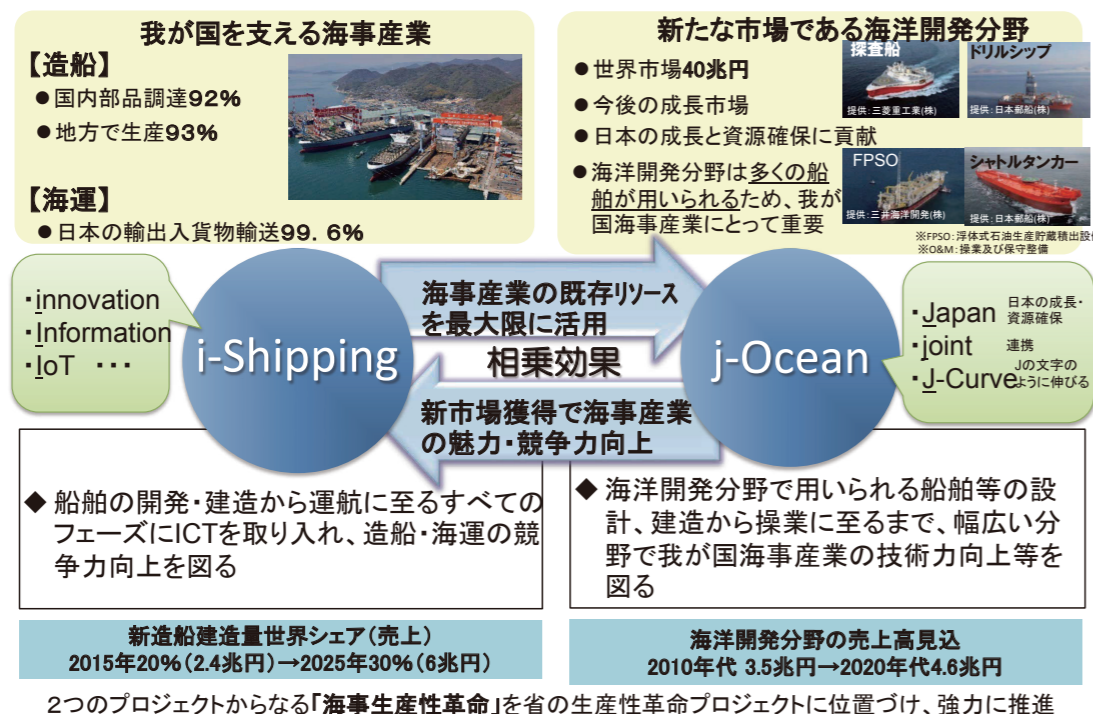 我が国を支える海事産業
【造船】
●国内部品調達92%
●地方で生産93%
【海運】
●日本の輸出入貨物輸送99．6%
新たな市場である海洋開発分野
●世界市場40兆円
●今後の成長市場
●日本の成長と資源確保に貢献
●海洋開発分野は多くの船
舶が用いられるため、我が
国海事産業にとって重要
探査船
提供：三菱重工業(株)
ドリルシップ
提供：日本郵船(株)
FPSO
提供：三井海洋開発(株)
シャトルタンカー
提供：日本郵船(株)
※FPSO：浮体式石油生産貯蔵積出設
※O&M：操業及び保守整備
・innovation
・Information
・IoT ・・・
i-Shipping
海事産業の既存リソース
を最大限に活用
相乗効果
新市場獲得で海事産業
の魅力・競争力向上
j-Ocean
・Japan 日本の成長・
資源確保
・joint 連携
・J-Curve Jの文字の
ように伸びる
◆ 船舶の開発・建造から運航に至るすべての
フェーズにICTを取り入れ、造船・海運の競
争力向上を図る
◆ 海洋開発分野で用いられる船舶等の設
計、建造から操業に至るまで、幅広い分
野で我が国海事産業の技術力向上等を
図る
新造船建造量世界シェア（売上）
2015年20%（2.4兆円）→2025年30%（6兆円）
海洋開発分野の売上高見込
2010年代 3.5兆円→2020年代4.6兆円
２つのプロジェクトからなる「海事生産性革命」を省の生産性革命プロジェクトに位置づけ、強力に推進